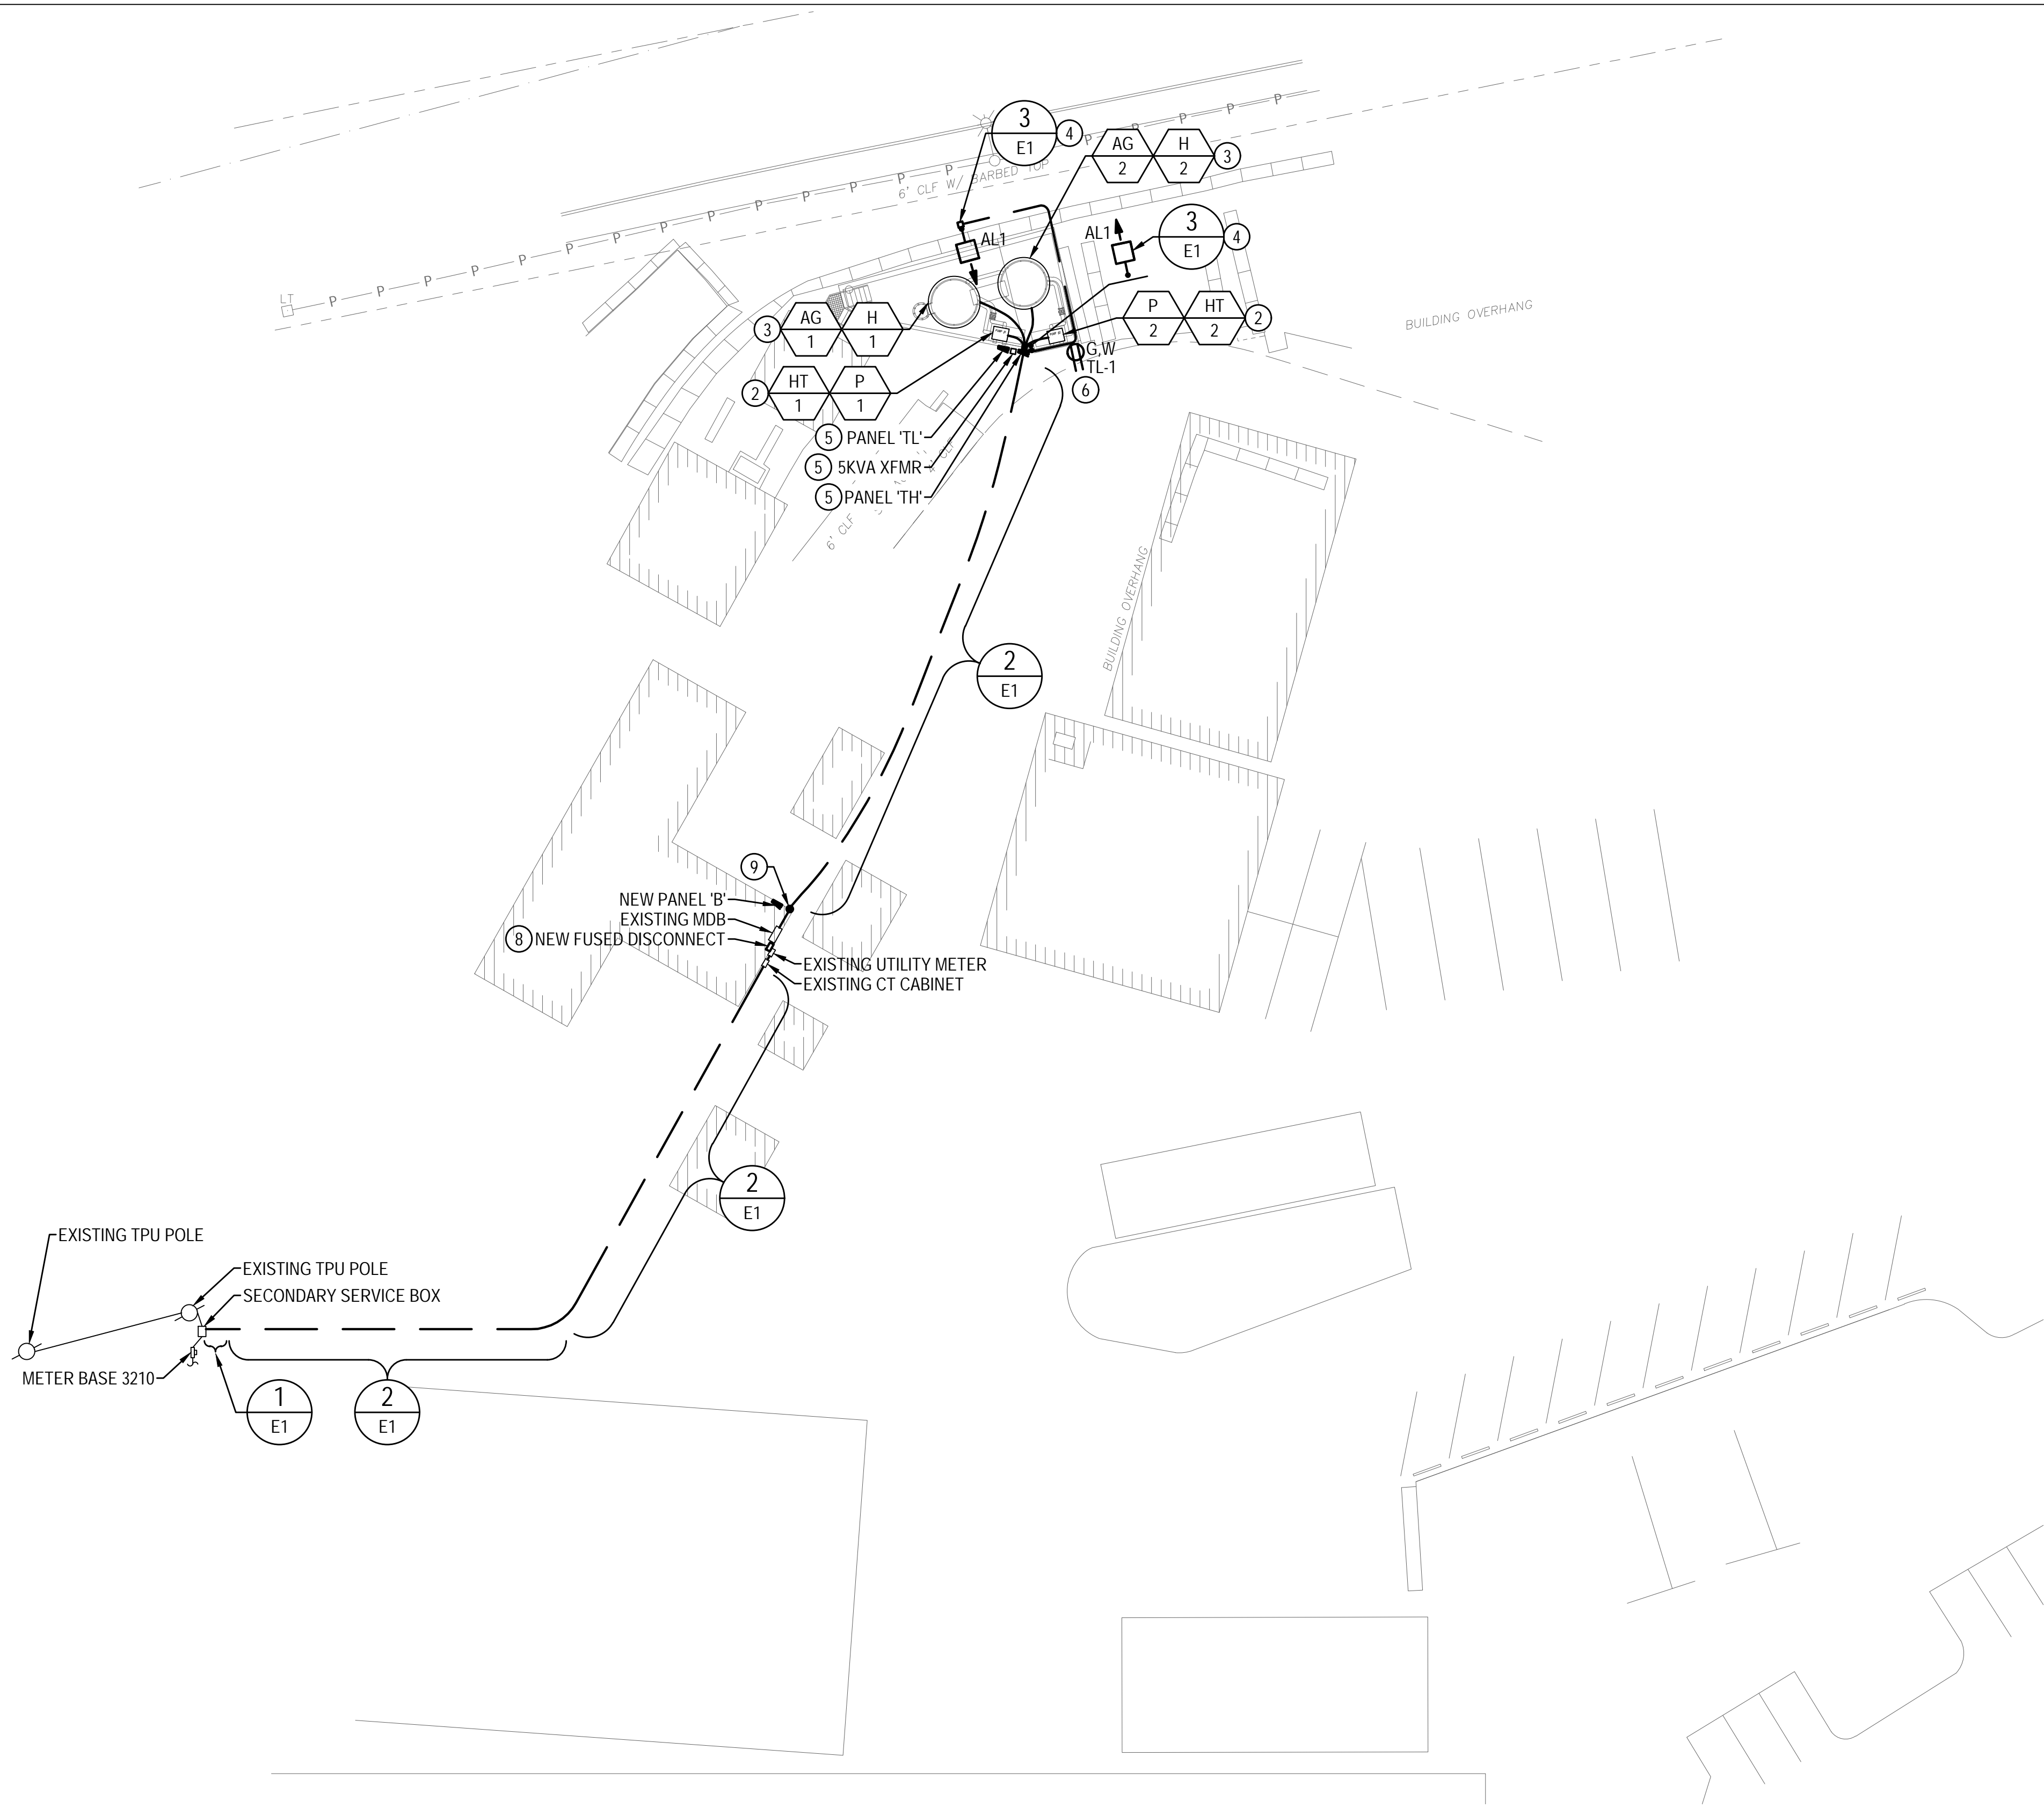 3
E1
4
AG
2
H
2
3
P P P P P P P P P P P P P P P P P P P
6' CLF W/ BARBED TOP
LT
AL1
AL1
3
E1
4
BUILDING OVERHANG
3
AG
1
H
1
P
2
HT
2
2
G,W
TL-1
6
2
HT
1
P
1
5 PANEL 'TL'
5 5KVA XFMR
5 PANEL 'TH'
6' CLF
CLF
BUILDING OVERHANG
2
E1
9
NEW PANEL 'B'
EXISTING MDB
8 NEW FUSED DISCONNECT
EXISTING UTILITY METER
EXISTING CT CABINET
2
E1
EXISTING TPU POLE
EXISTING TPU POLE
SECONDARY SERVICE BOX
METER BASE 3210
1
E1
2
E1